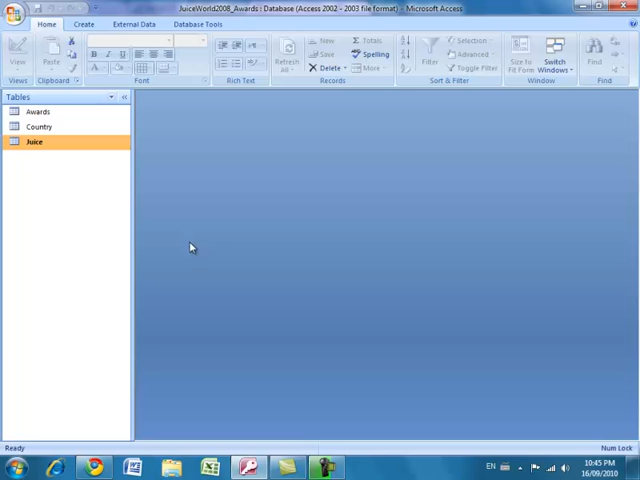 JuiceWorld2008_Awards : Database (Access 2002 - 2003 file format) - Microsoft Access
Home Create External Data Database Tools
View
Views
Paste
Clipboard
B I U
A
Font
Rich Text
Refresh All
New
Save
Delete
Totals
Spelling
More
Records
Filter
Selection
Advanced
Toggle Filter
Sort & Filter
Size to Fit Form
Switch Windows
Window
Find
Find
Tables
Awards
Country
Juice
Ready
Num Lock
EN
10:45 PM
16/09/2010